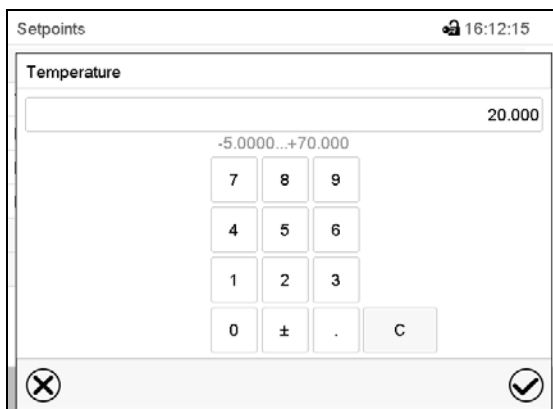 Setpoints 16:12:15
Temperature
20.000
-5.0000...+70.000
7 8 9
4 5 6
1 2 3
0 ± . C